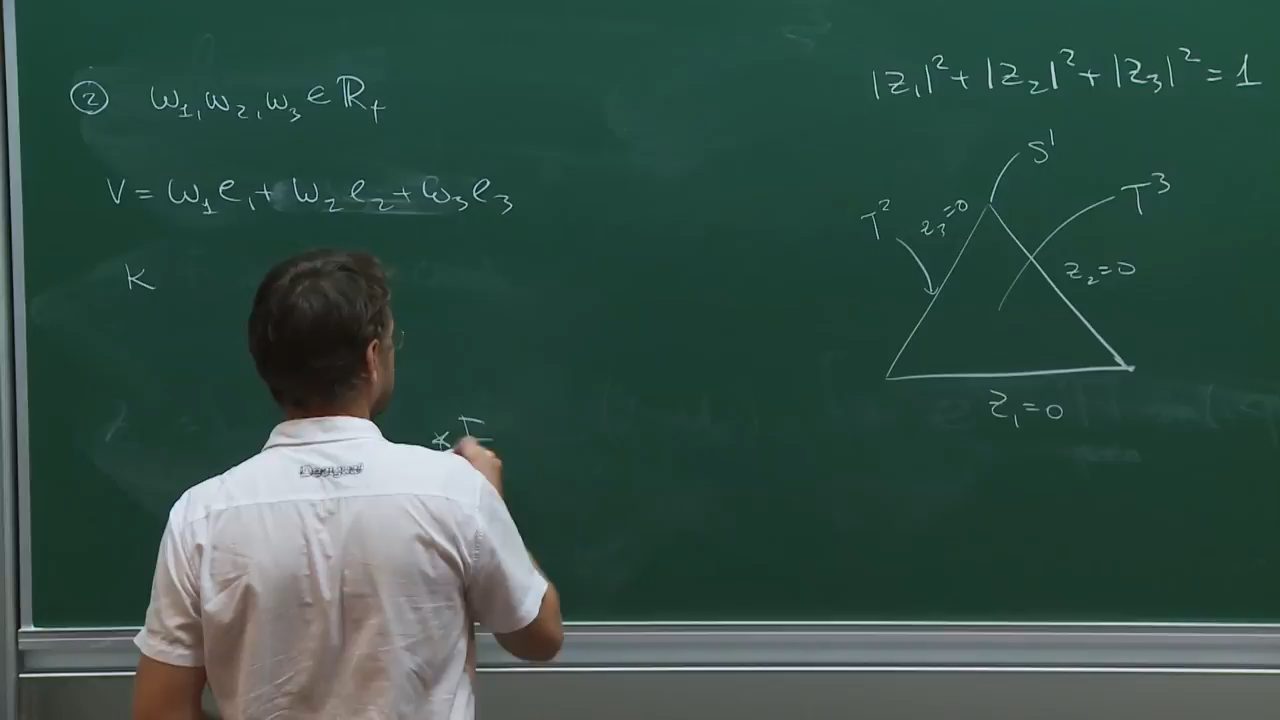 ② ω₁, ω₂, ω₃ ∈ ℝ₊
V = ω₁e₁ + ω₂e₂ + ω₃e₃
K
|z₁|² + |z₂|² + |z₃|² = 1
S¹
T³
T²
z₃=0
z₂=0
z₁=0
Desigual